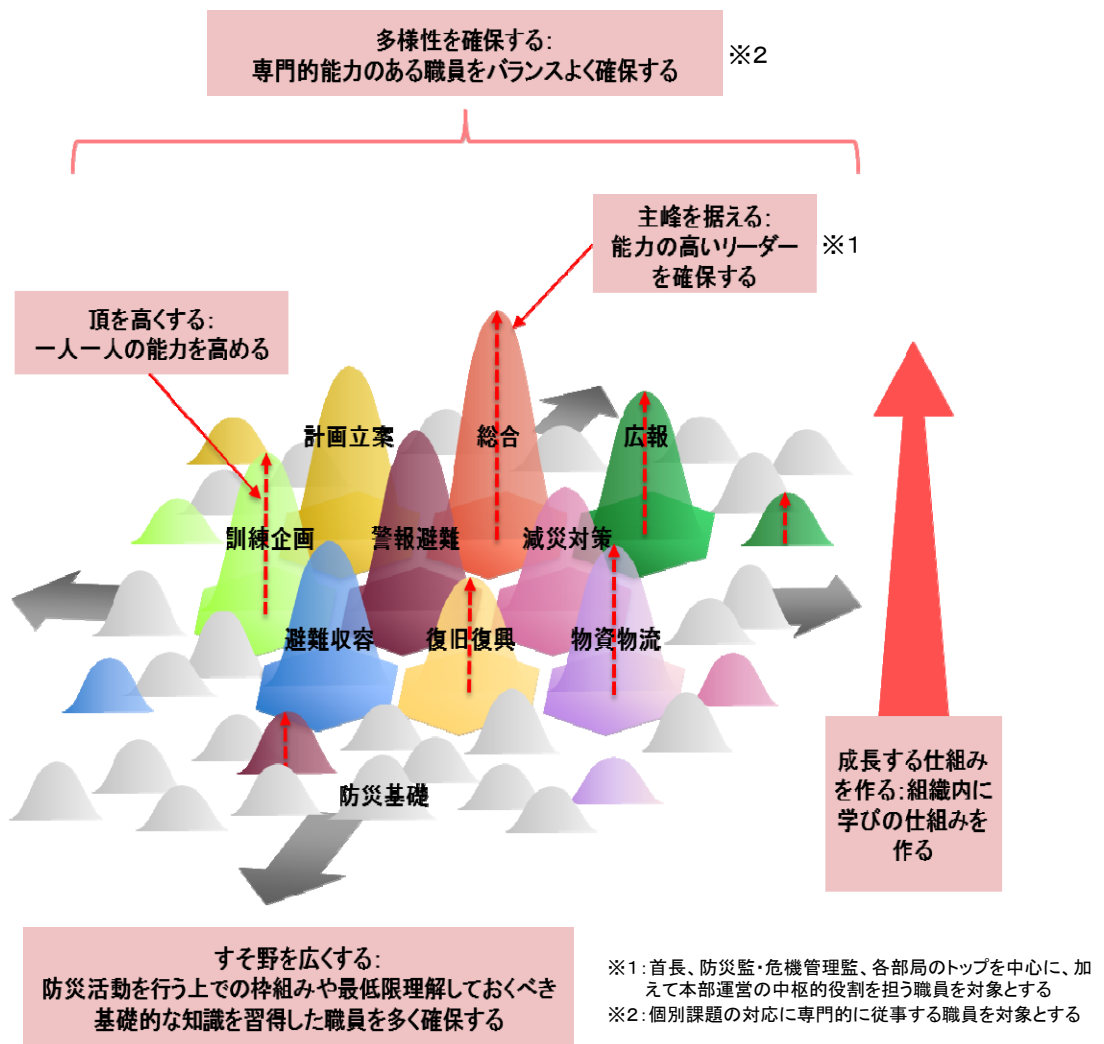 多様性を確保する:
専門的能力のある職員をバランスよく確保する
※2
主峰を据える:
能力の高いリーダー
を確保する
※1
頂を高くする:
一人一人の能力を高める
計画立案
総合
広報
訓練企画
警報避難
減災対策
避難収容
復旧復興
物資物流
防災基礎
成長する仕組み
を作る:組織内に
学びの仕組みを
作る
すそ野を広くする:
防災活動を行う上での枠組みや最低限理解しておくべき
基礎的な知識を習得した職員を多く確保する
※1:首長、防災監・危機管理監、各部局のトップを中心に、加
えて本部運営の中枢的役割を担う職員を対象とする
※2:個別課題の対応に専門的に従事する職員を対象とする